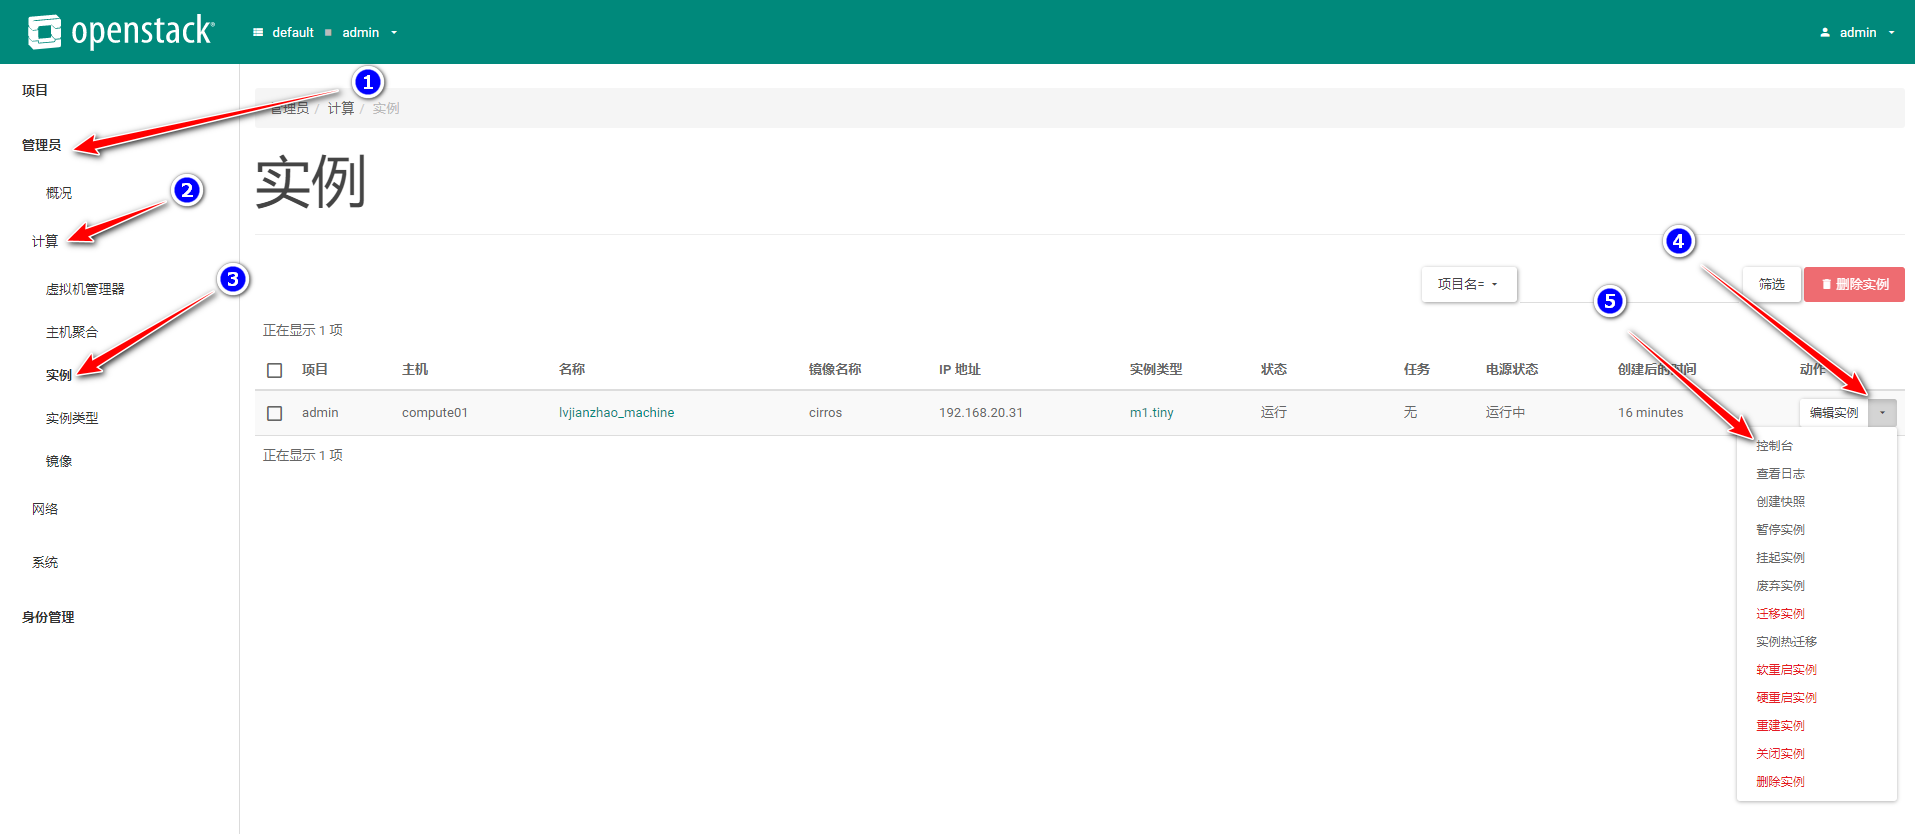 openstack®
default admin
admin
项目
管理员
概况
计算
虚拟机管理器
主机聚合
实例
实例类型
镜像
网络
系统
身份管理
1
2
3
4
5
管理员 / 计算 / 实例
实例
项目名=
筛选
删除实例
正在显示 1 项
项目 主机 名称 镜像名称 IP 地址 实例类型 状态 任务 电源状态 创建后的时间 动作
admin compute01 lvjianzhao_machine cirros 192.168.20.31 m1.tiny 运行 无 运行中 16 minutes 编辑实例
正在显示 1 项
控制台
查看日志
创建快照
暂停实例
挂起实例
废弃实例
迁移实例
实例热迁移
软重启实例
硬重启实例
重建实例
关闭实例
删除实例